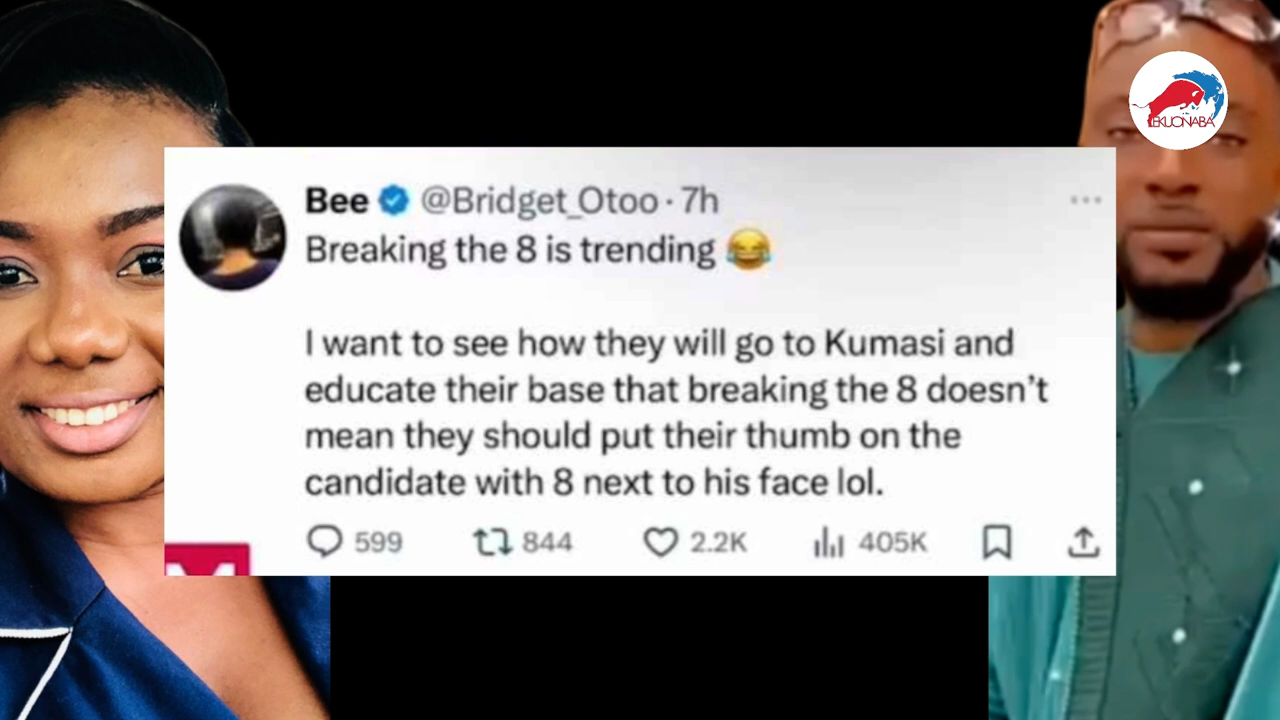 EKUONABA
Bee @Bridget_Otoo · 7h
Breaking the 8 is trending 😂
I want to see how they will go to Kumasi and
educate their base that breaking the 8 doesn’t
mean they should put their thumb on the
candidate with 8 next to his face lol.
599 844 2.2K 405K